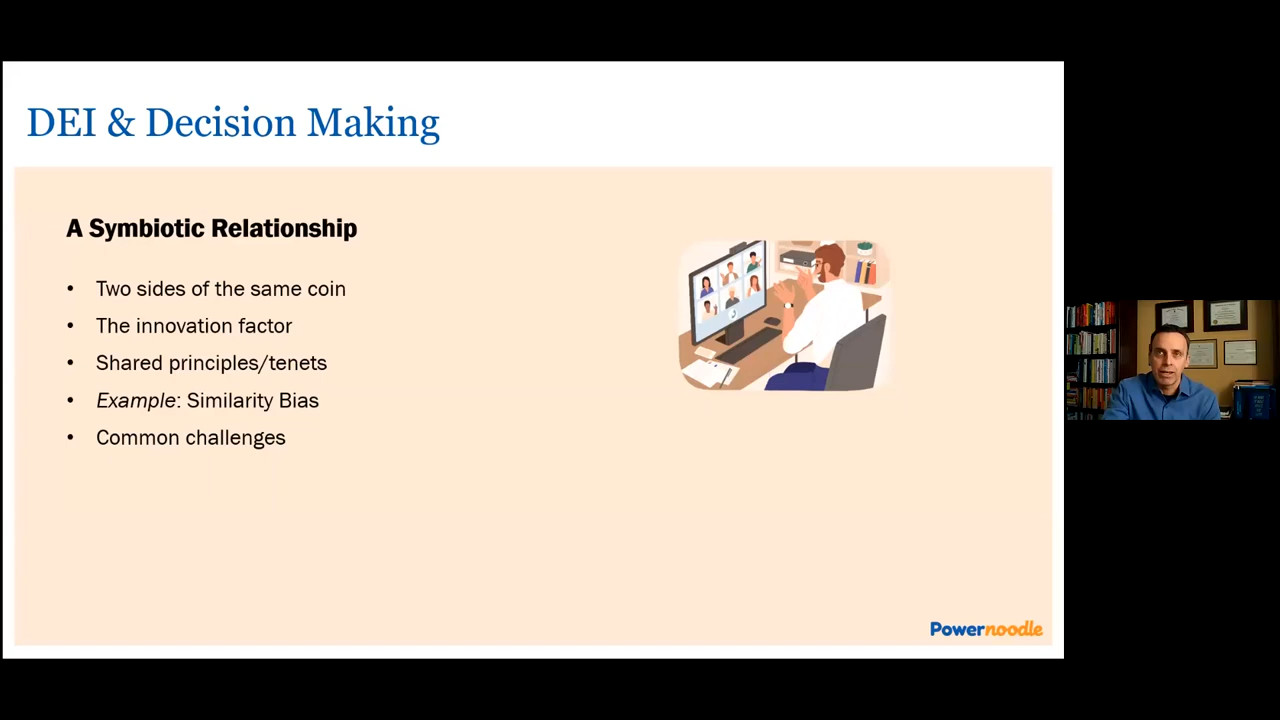 DEI & Decision Making
A Symbiotic Relationship
• Two sides of the same coin
• The innovation factor
• Shared principles/tenets
• Example: Similarity Bias
• Common challenges
Powernoodle